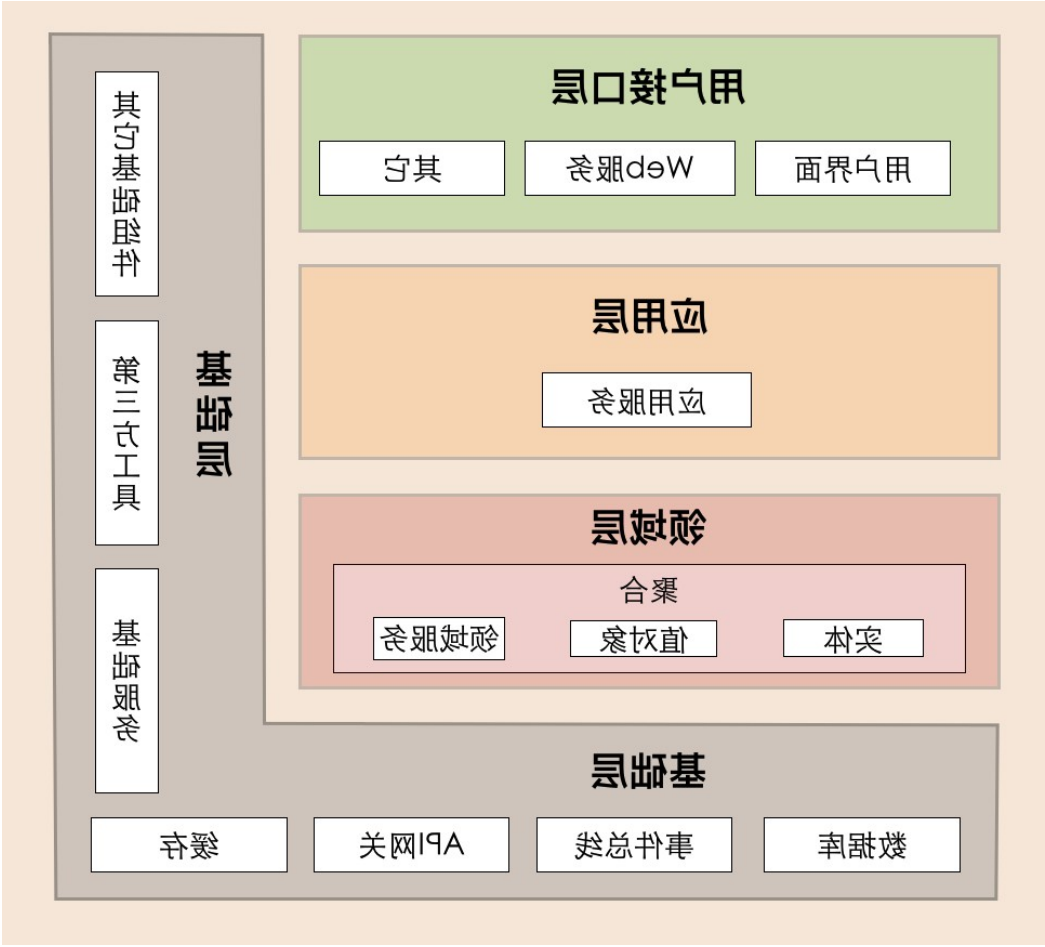 用户接口层
用户界面
Web服务
其它
应用层
应用服务
领域层
聚合
实体
值对象
领域服务
基础层
数据库
事件总线
API网关
缓存
基础层
其它基础组件
第三方工具
基础服务